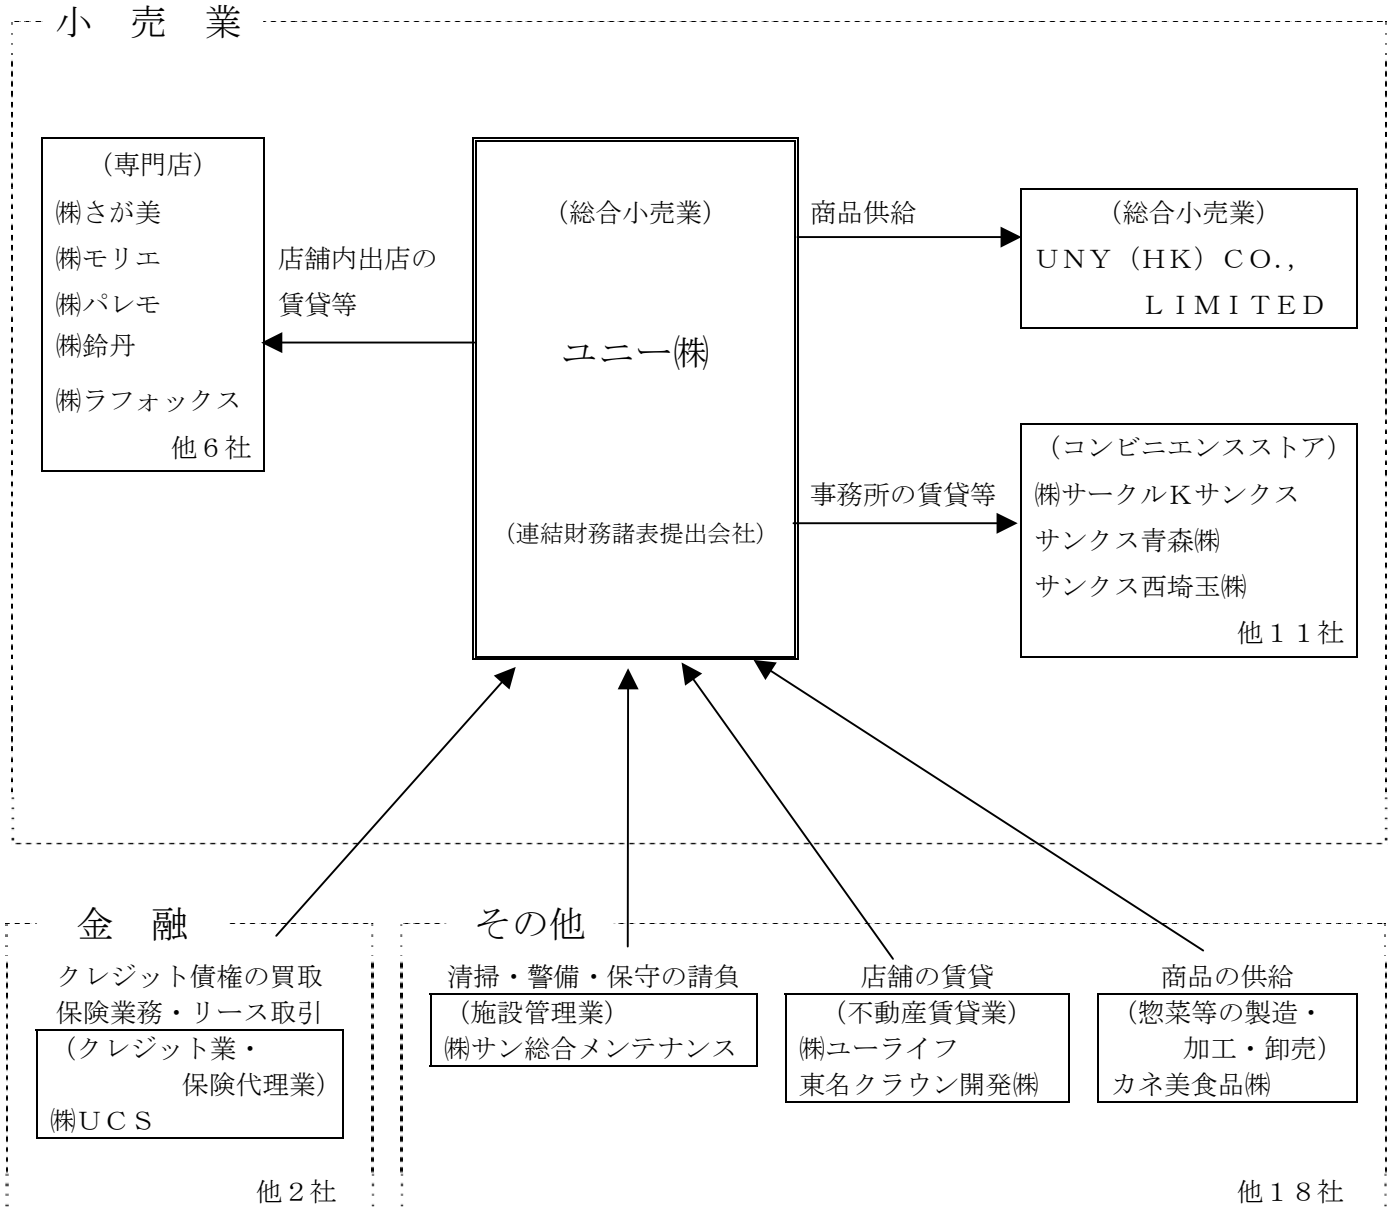 小　売　業
（専門店）
㈱さが美
㈱モリエ
㈱パレモ
㈱鈴丹
㈱ラフォックス
他６社
店舗内出店の
賃貸等
（総合小売業）
ユニー㈱
（連結財務諸表提出会社）
商品供給
（総合小売業）
ＵＮＹ（ＨＫ）ＣＯ．，
ＬＩＭＩＴＥＤ
事務所の賃貸等
（コンビニエンスストア）
㈱サークルＫサンクス
サンクス青森㈱
サンクス西埼玉㈱
他１１社
金　融
クレジット債権の買取
保険業務・リース取引
（クレジット業・
保険代理業）
㈱ＵＣＳ
他２社
その他
清掃・警備・保守の請負
（施設管理業）
㈱サン総合メンテナンス
店舗の賃貸
（不動産賃貸業）
㈱ユーライフ
東名クラウン開発㈱
商品の供給
（惣菜等の製造・
加工・卸売）
カネ美食品㈱
他１８社